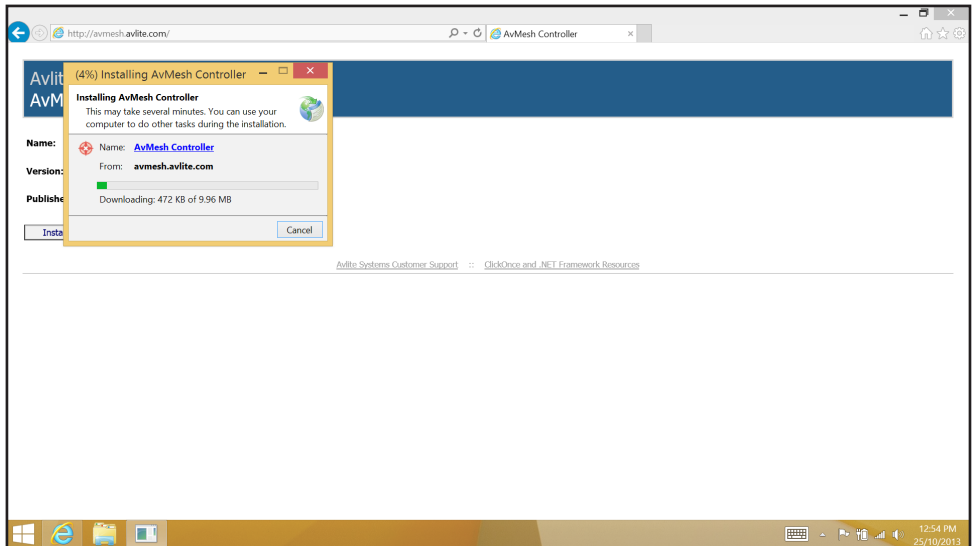 http://avmesh.avlite.com/
AvMesh Controller
Avlit
AvM
(4%) Installing AvMesh Controller
Installing AvMesh Controller
This may take several minutes. You can use your
computer to do other tasks during the installation.
Name: AvMesh Controller
From: avmesh.avlite.com
Downloading: 472 KB of 9.96 MB
Cancel
Name:
Version:
Publishe
Insta
Avlite Systems Customer Support :: ClickOnce and .NET Framework Resources
12:54 PM
25/10/2013